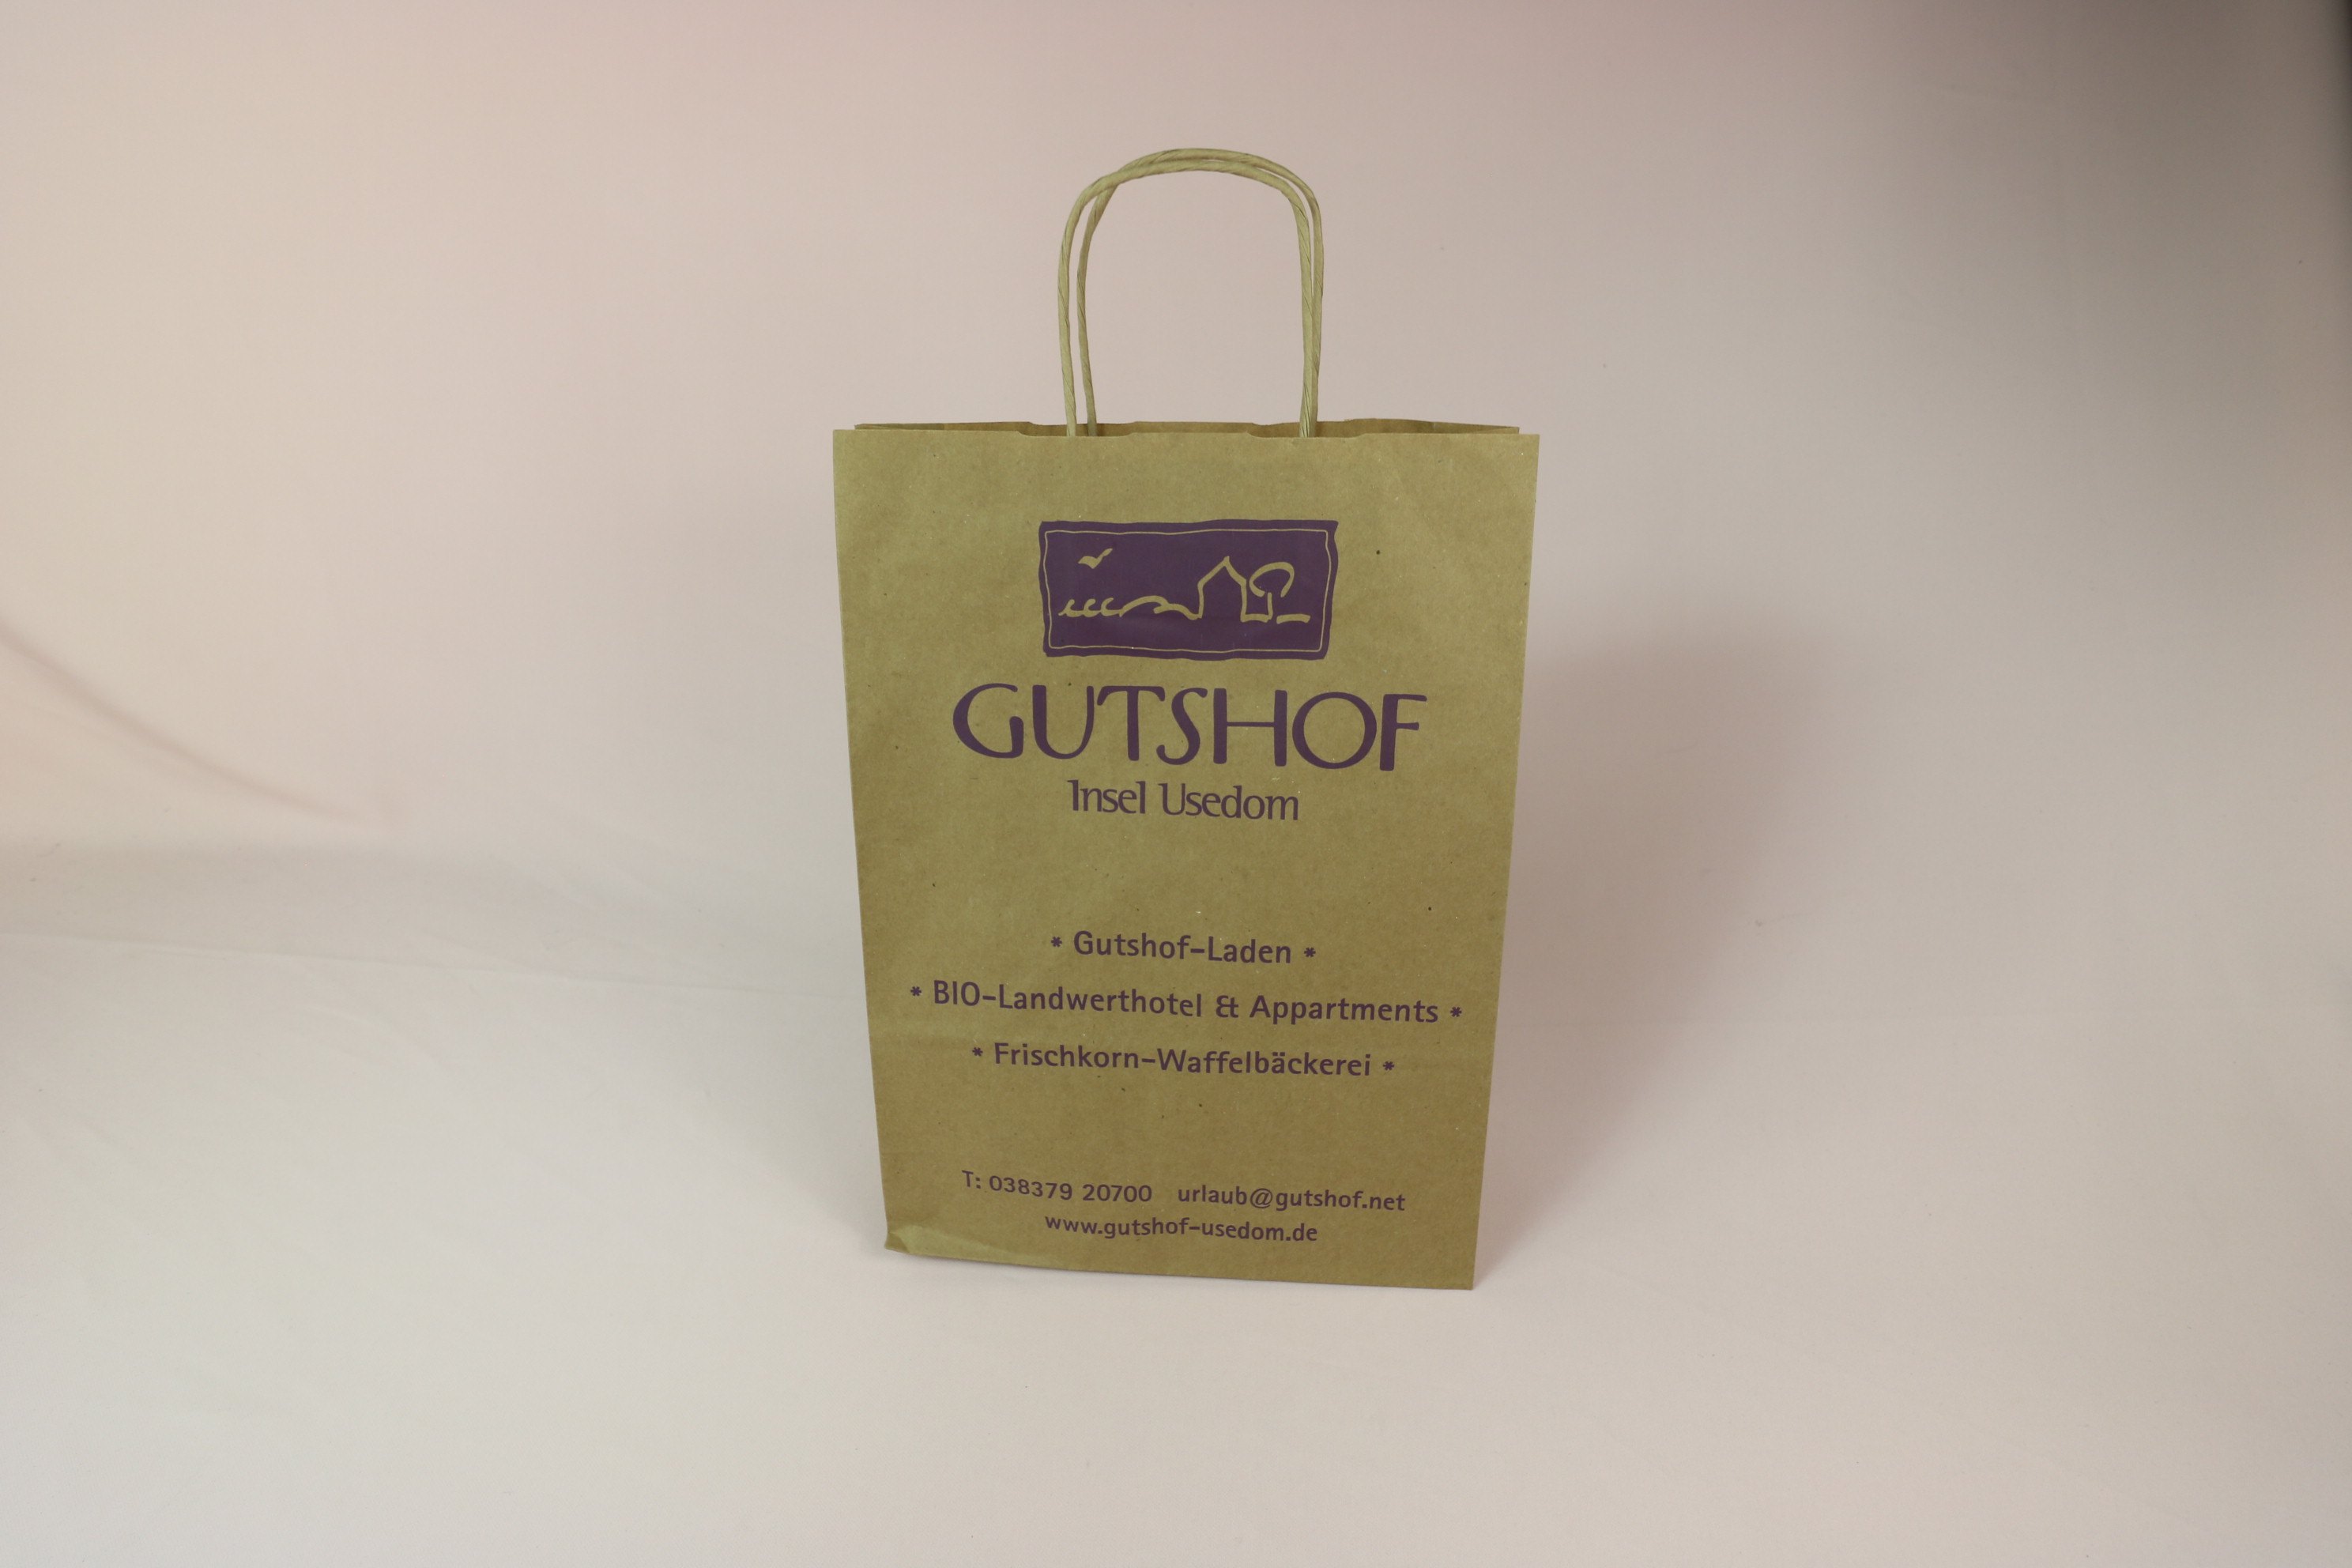 GUTSHOF
Insel Usedom
* Gutshof-Laden *
* BIO-Landwerthotel & Appartments *
* Frischkorn-Waffelbäckerei *
T: 038379 20700 urlaub@gutshof.net
www.gutshof-usedom.de